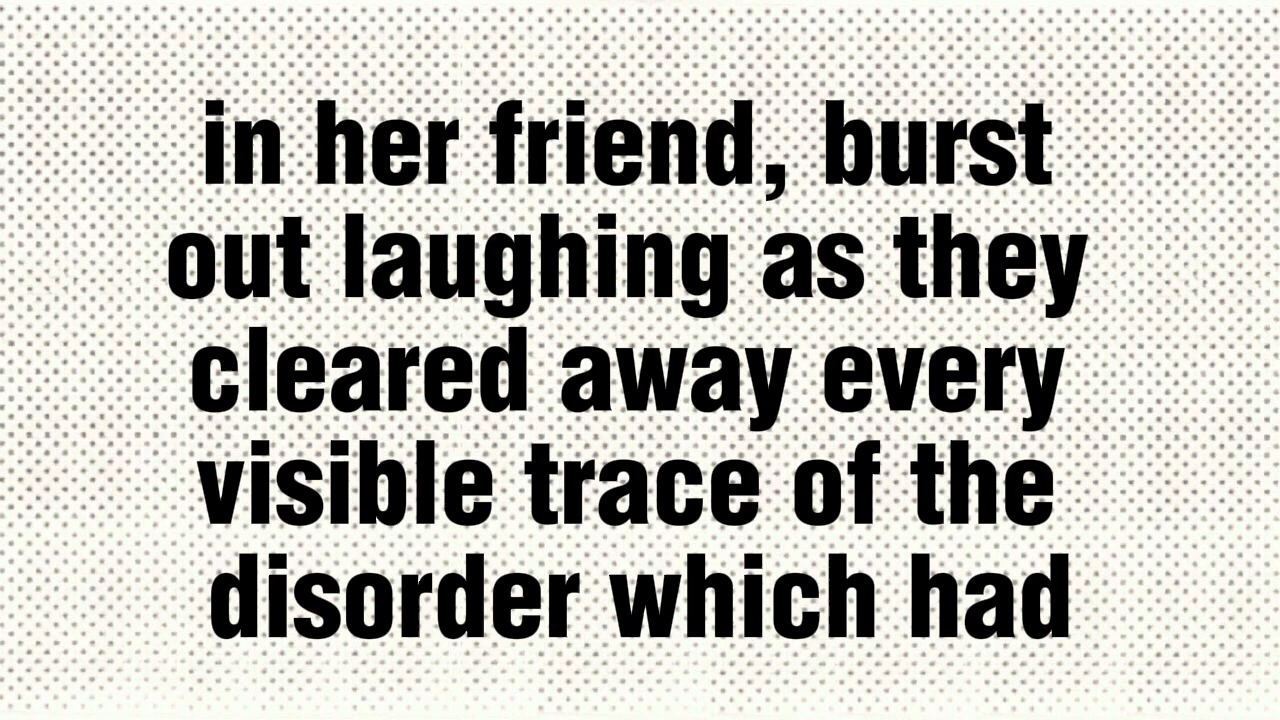 in her friend, burst
out laughing as they
cleared away every
visible trace of the
disorder which had